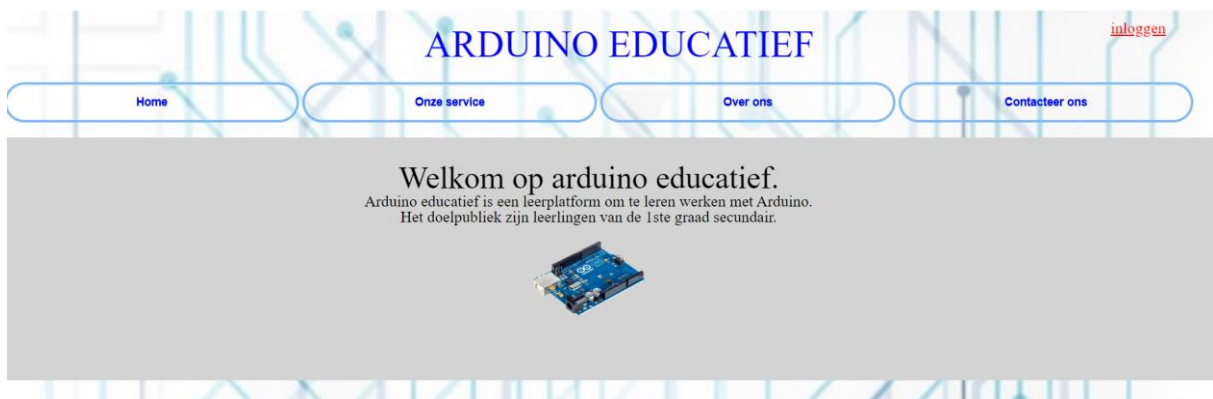 ARDUINO EDUCATIEF
inloggen
Home
Onze service
Over ons
Contacteer ons
Welkom op arduino educatief.
Arduino educatief is een leerplatform om te leren werken met Arduino.
Het doelpubliek zijn leerlingen van de 1ste graad secundair.